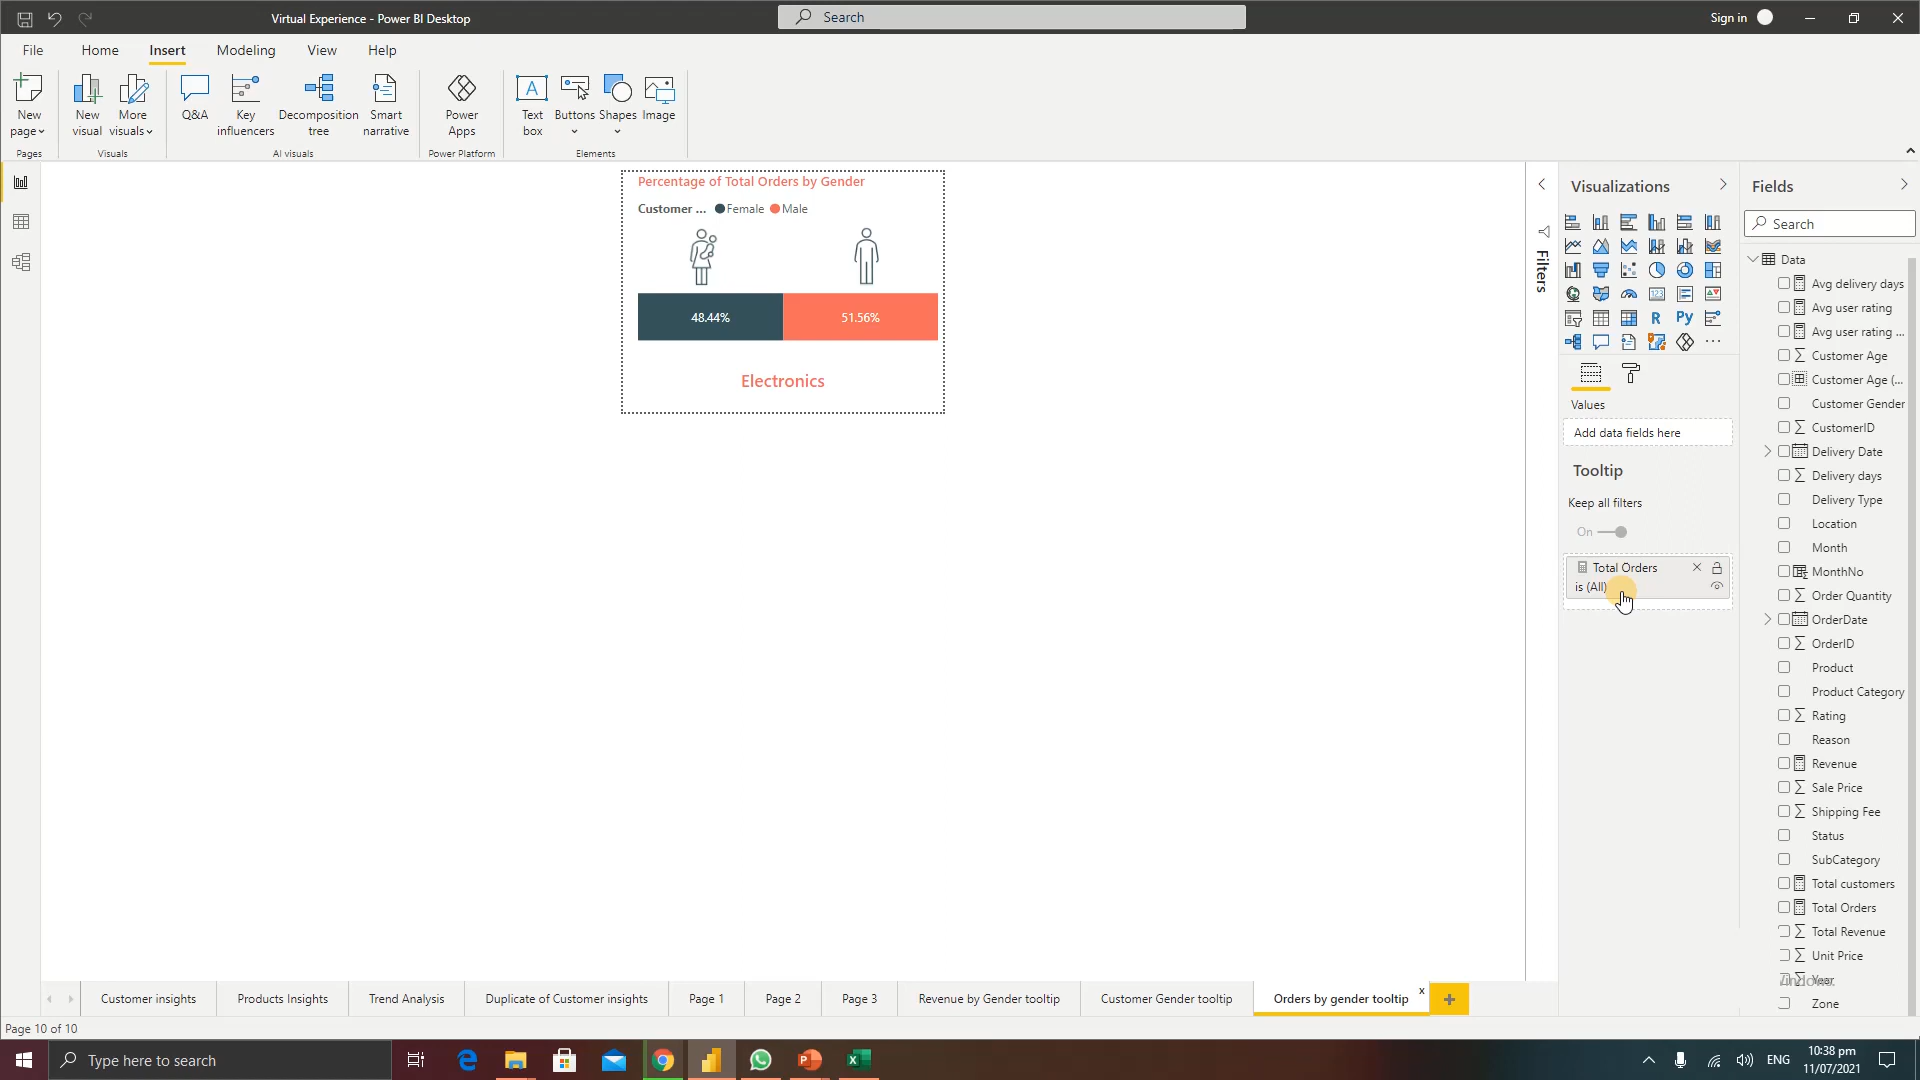 Virtual Experience - Power BI Desktop
Search
Sign in
File
Home
Insert
Modeling
View
Help
New page
New visual
More visuals
Q&A
Key influencers
Decomposition tree
Smart narrative
Power Apps
Text box
Buttons
Shapes
Image
Pages
Visuals
AI visuals
Power Platform
Elements
Percentage of Total Orders by Gender
Customer ... Female Male
48.44%
51.56%
Electronics
Filters
Visualizations
R
Py
Values
Add data fields here
Tooltip
Keep all filters
On
Total Orders
is (All)
Fields
Search
Data
Avg delivery days
Avg user rating
Avg user rating ...
Customer Age
Customer Age (...
Customer Gender
CustomerID
Delivery Date
Delivery days
Delivery Type
Location
Month
MonthNo
Order Quantity
OrderDate
OrderID
Product
Product Category
Rating
Reason
Revenue
Sale Price
Shipping Fee
Status
SubCategory
Total customers
Total Orders
Total Revenue
Unit Price
Year
Zone
Customer insights
Products Insights
Trend Analysis
Duplicate of Customer insights
Page 1
Page 2
Page 3
Revenue by Gender tooltip
Customer Gender tooltip
Orders by gender tooltip
x
+
Page 10 of 10
Type here to search
ENG
10:38 pm
11/07/2021